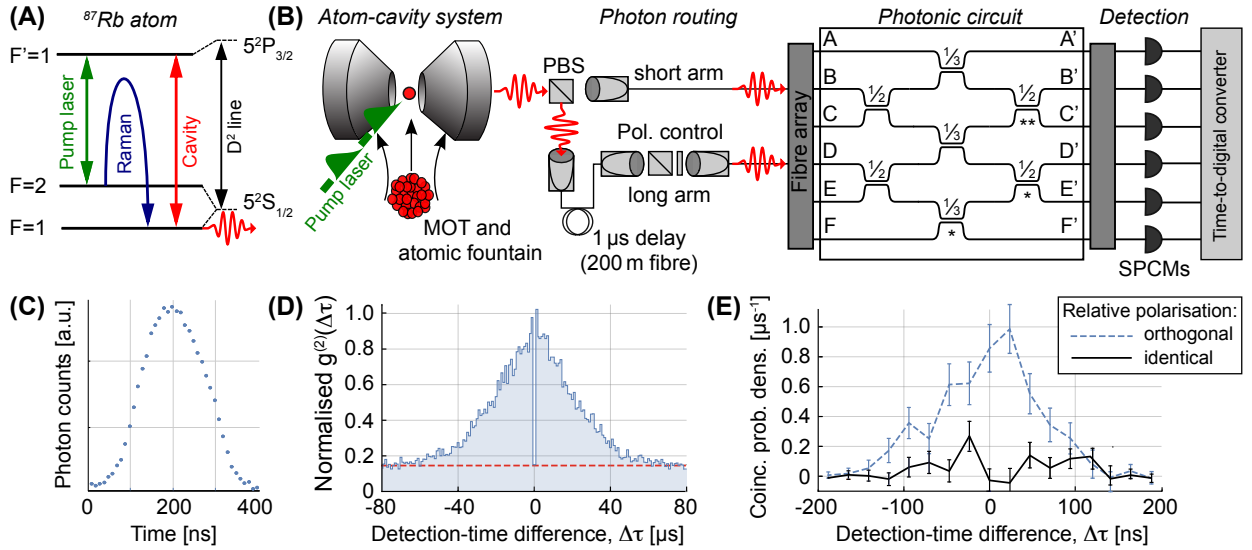 (A)
⁸⁷Rb atom
F'=1
5²P₃/₂
Pump laser
Raman
Cavity
D² line
F=2
5²S₁/₂
F=1
(B)
Atom-cavity system
Photon routing
Photonic circuit
Detection
Pump laser
MOT and
atomic fountain
PBS
short arm
Pol. control
long arm
1 µs delay
(200 m fibre)
Fibre array
A
A'
⅓
B
B'
½
½
C
C'
**
⅓
D
D'
½
½
E
E'
*
⅓
F
F'
*
SPCMs
Time-to-digital converter
(C)
Photon counts [a.u.]
0 100 200 300 400
Time [ns]
(D)
Normalised g⁽²⁾(Δτ)
1.0
0.8
0.6
0.4
0.2
0
-80 -40 0 40 80
Detection-time difference, Δτ [µs]
(E)
Coinc. prob. dens. [µs⁻¹]
1.0
0.8
0.6
0.4
0.2
0
-200 -100 0 100 200
Detection-time difference, Δτ [ns]
Relative polarisation:
orthogonal
identical